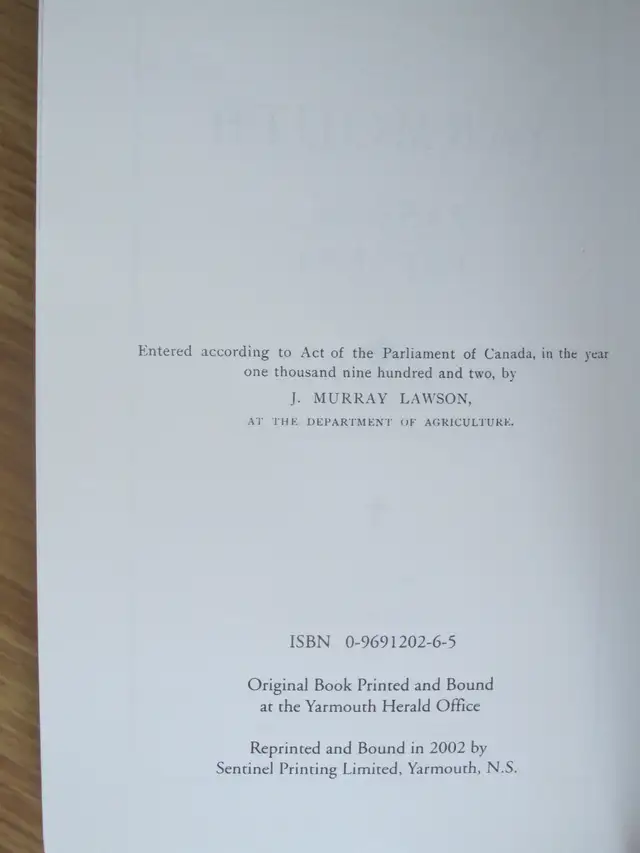 Entered according to Act of the Parliament of Canada, in the year
one thousand nine hundred and two, by
J. MURRAY LAWSON,
AT THE DEPARTMENT OF AGRICULTURE.
ISBN 0-9691202-6-5
Original Book Printed and Bound
at the Yarmouth Herald Office
Reprinted and Bound in 2002 by
Sentinel Printing Limited, Yarmouth, N.S.